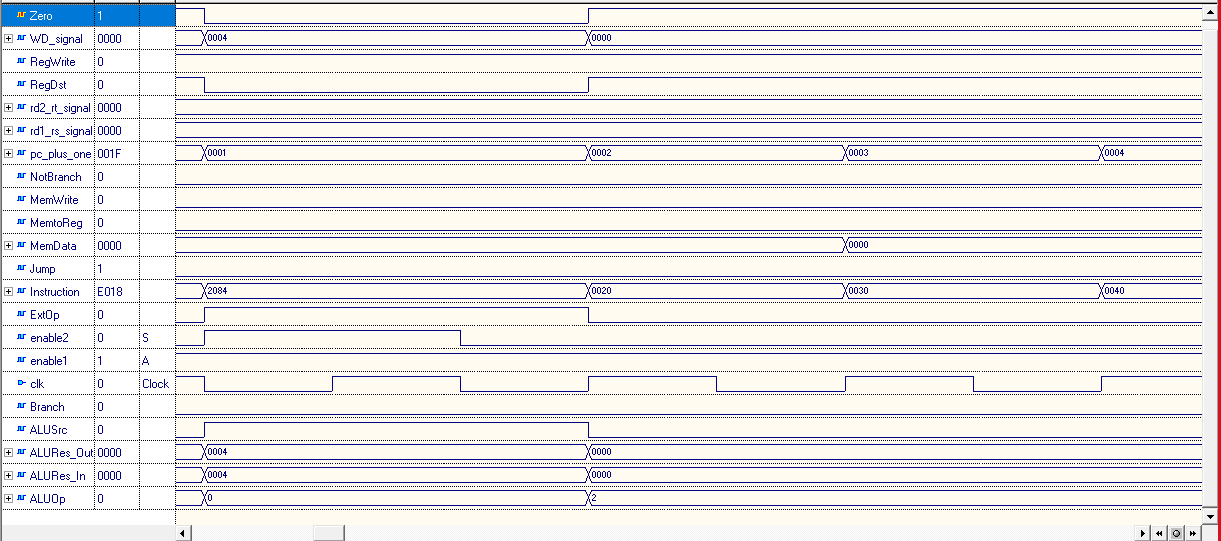 Zero 1
WD_signal 0000 0004 0000
RegWrite 0
RegDst 0
rd2_rt_signal 0000
rd1_rs_signal 0000
pc_plus_one 001F 0001 0002 0003 0004
NotBranch 0
MemWrite 0
MemtoReg 0
MemData 0000 0000
Jump 1
Instruction E018 2084 0020 0030 0040
ExtOp 0
enable2 0 S
enable1 1 A
clk 0 Clock
Branch 0
ALUSrc 0
ALURes_Out 0000 0004 0000
ALURes_In 0000 0004 0000
ALUOp 0 0 2